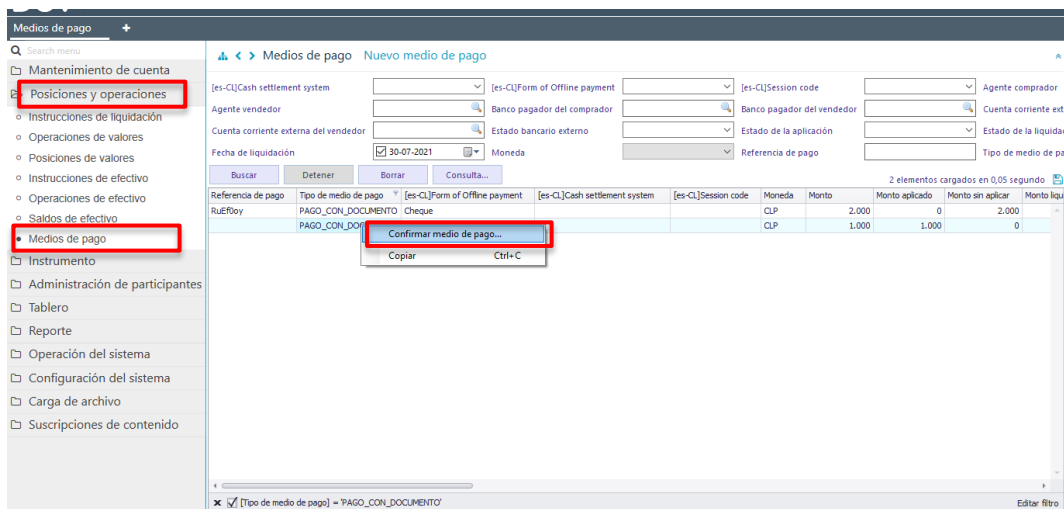 Medios de pago +
Search menu
Mantenimiento de cuenta
Posiciones y operaciones
Instrucciones de liquidación
Operaciones de valores
Posiciones de valores
Instrucciones de efectivo
Operaciones de efectivo
Saldos de efectivo
Medios de pago
Instrumento
Administración de participantes
Tablero
Reporte
Operación del sistema
Configuración del sistema
Carga de archivo
Suscripciones de contenido
Medios de pago Nuevo medio de pago
[es-CL]Cash settlement system [es-CL]Form of Offline payment [es-CL]Session code Agente comprador
Agente vendedor Banco pagador del comprador Banco pagador del vendedor Cuenta corriente ext
Cuenta corriente externa del vendedor Estado bancario externo Estado de la aplicación Estado de la liquida
Fecha de liquidación 30-07-2021 Moneda Referencia de pago Tipo de medio de pa
Buscar Detener Borrar Consulta... 2 elementos cargados en 0,05 segundo
Referencia de pago Tipo de medio de pago [es-CL]Form of Offline payment [es-CL]Cash settlement system [es-CL]Session code Moneda Monto Monto aplicado Monto sin aplicar Monto liqu
RuEf0oy PAGO_CON_DOCUMENTO Cheque CLP 2.000 0 2.000
PAGO_CON_DO CLP 1.000 1.000 0
Confirmar medio de pago...
Copiar Ctrl+C
[Tipo de medio de pago] = 'PAGO_CON_DOCUMENTO' Editar filtro